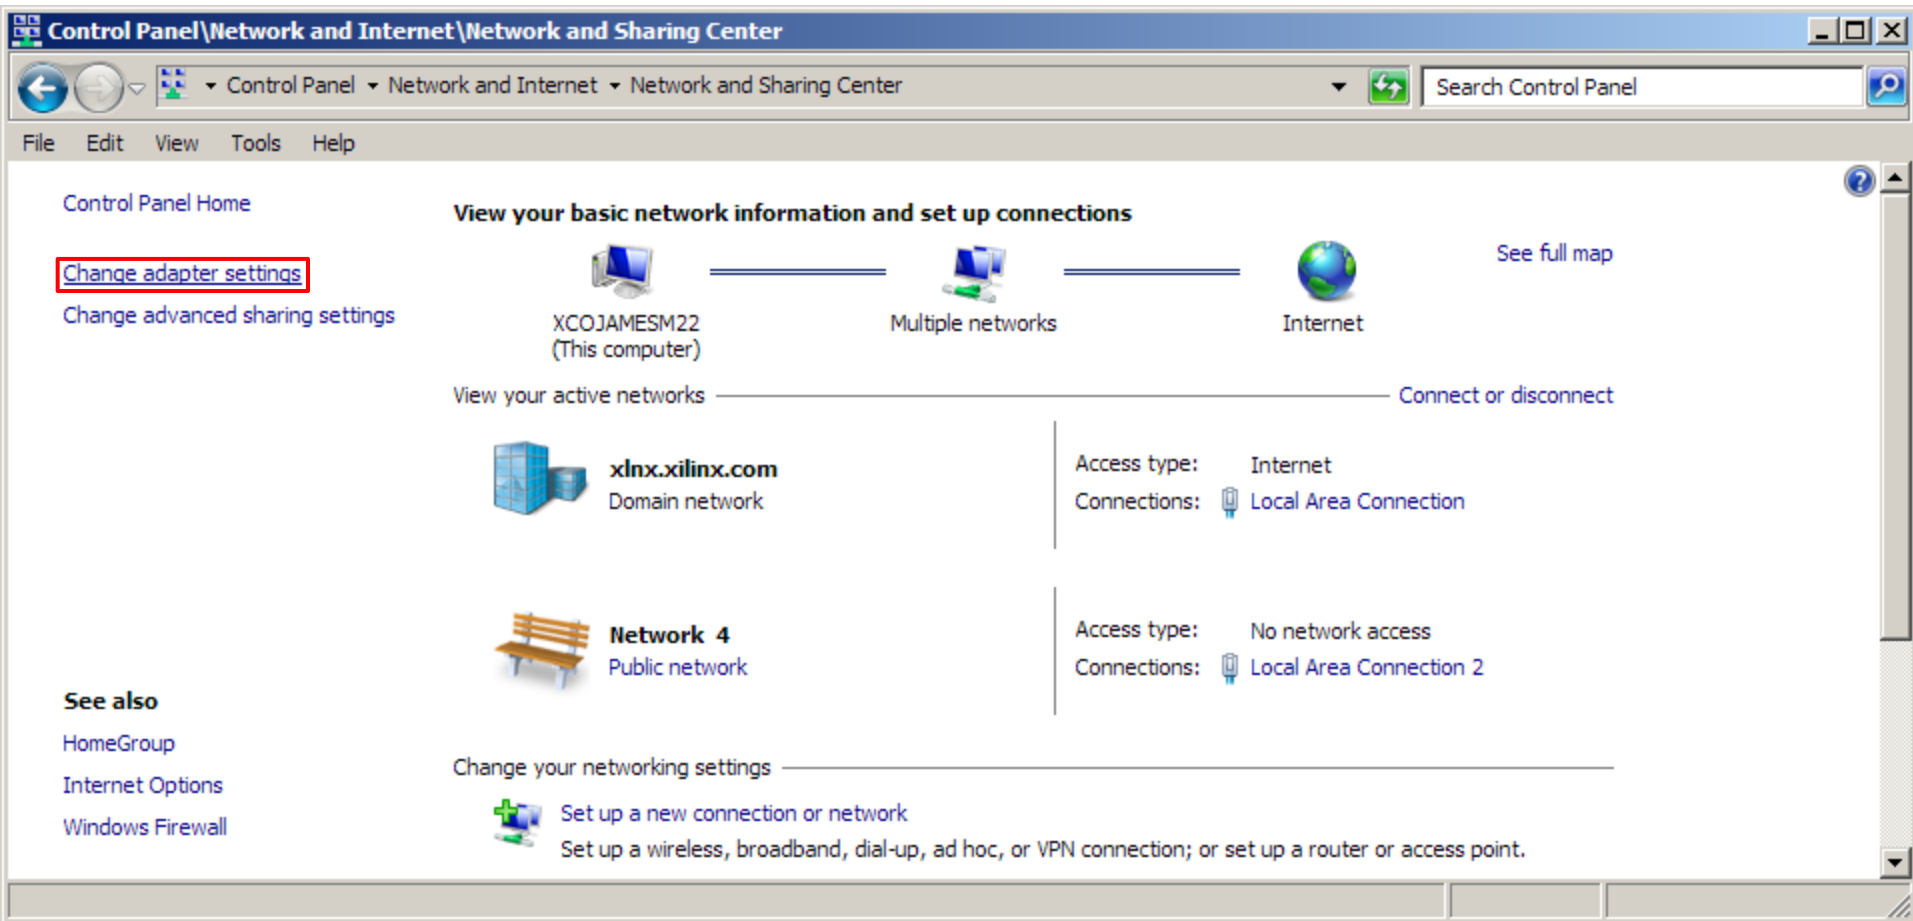 Control Panel\Network and Internet\Network and Sharing Center
Control Panel Network and Internet Network and Sharing Center
Search Control Panel
File Edit View Tools Help
Control Panel Home
Change adapter settings
Change advanced sharing settings
View your basic network information and set up connections
See full map
XCOJAMESM22
(This computer)
Multiple networks
Internet
View your active networks
Connect or disconnect
xlnx.xilinx.com
Domain network
Access type: Internet
Connections: Local Area Connection
Network 4
Public network
Access type: No network access
Connections: Local Area Connection 2
See also
HomeGroup
Internet Options
Windows Firewall
Change your networking settings
Set up a new connection or network
Set up a wireless, broadband, dial-up, ad hoc, or VPN connection; or set up a router or access point.